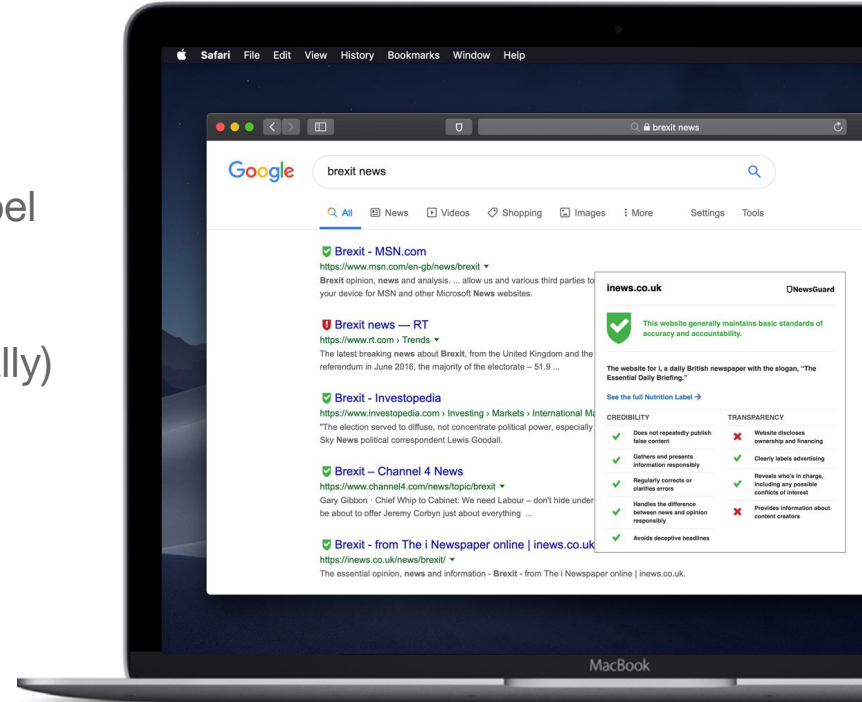 bel
lly)
Safari File Edit View History Bookmarks Window Help
brexit news
Google brexit news
All News Videos Shopping Images More Settings Tools
Brexit - MSN.com
https://www.msn.com/en-gb/news/brexit
Brexit opinion, news and analysis. ... allow us and various third parties to
your device for MSN and other Microsoft News websites.
Brexit news — RT
https://www.rt.com › Trends
The latest breaking news about Brexit, from the United Kingdom and the
referendum in June 2016, the majority of the electorate – 51.9 ...
Brexit - Investopedia
https://www.investopedia.com › Investing › Markets › International Ma
"The election served to diffuse, not concentrate political power, especially
Sky News political correspondent Lewis Goodall.
Brexit – Channel 4 News
https://www.channel4.com/news/topic/brexit
Gary Gibbon · Chief Whip to Cabinet: We need Labour – don't hide under
be about to offer Jeremy Corbyn just about everything ...
Brexit - from The i Newspaper online | inews.co.uk
https://inews.co.uk/news/brexit/
The essential opinion, news and information - Brexit - from The i Newspaper online | inews.co.uk.
inews.co.uk NewsGuard
This website generally maintains basic standards of
accuracy and accountability.
The website for i, a daily British newspaper with the slogan, “The
Essential Daily Briefing.”
See the full Nutrition Label →
CREDIBILITY
Does not repeatedly publish
false content
Gathers and presents
information responsibly
Regularly corrects or
clarifies errors
Handles the difference
between news and opinion
responsibly
Avoids deceptive headlines
TRANSPARENCY
Website discloses
ownership and financing
Clearly labels advertising
Reveals who's in charge,
including any possible
conflicts of interest
Provides information about
content creators
MacBook